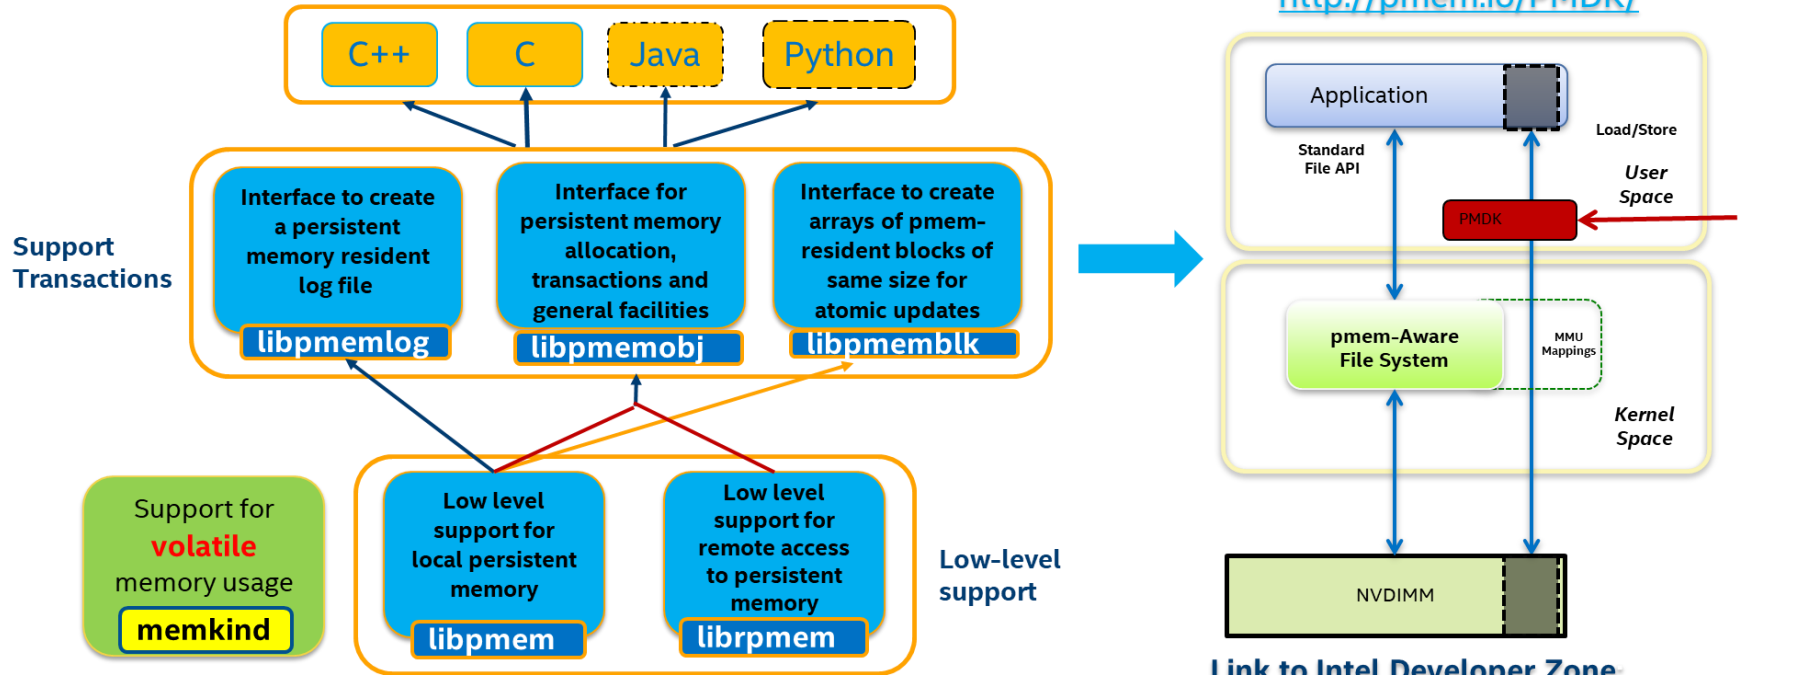 http://pmem.io/PMDK/
C++
C
Java
Python
Support
Transactions
Interface to create
a persistent
memory resident
log file
libpmemlog
Interface for
persistent memory
allocation,
transactions and
general facilities
libpmemobj
Interface to create
arrays of pmem-
resident blocks of
same size for
atomic updates
libpmemblk
Support for
volatile
memory usage
memkind
Low level
support for
local persistent
memory
libpmem
Low level
support for
remote access
to persistent
memory
librpmem
Low-level
support
Application
Standard
File API
Load/Store
User
Space
PMDK
pmem-Aware
File System
MMU
Mappings
Kernel
Space
NVDIMM
Link to Intel Developer Zone